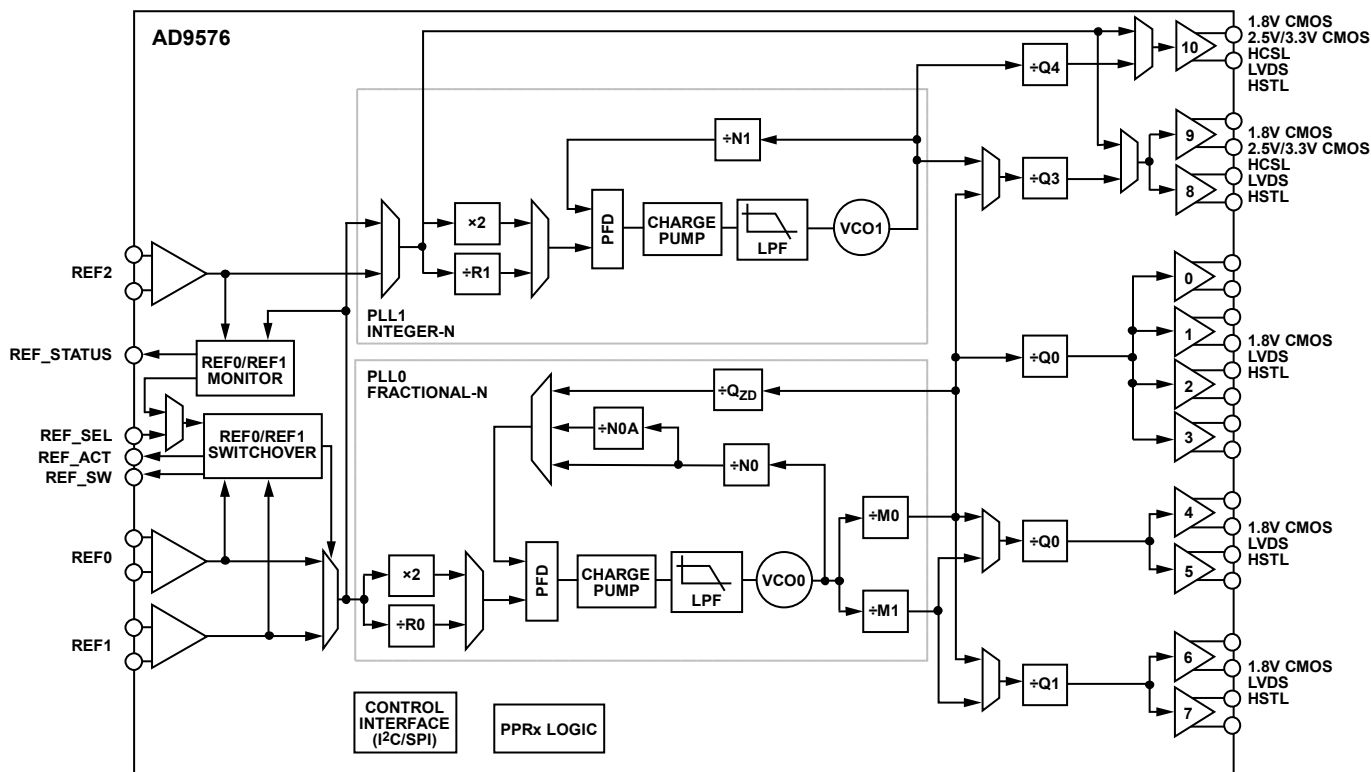 AD9576
1.8V CMOS
2.5V/3.3V CMOS
HCSL
LVDS
HSTL
10
÷Q4
÷N1
9
8
1.8V CMOS
2.5V/3.3V CMOS
HCSL
LVDS
HSTL
÷Q3
×2
÷R1
PFD
CHARGE
PUMP
LPF
VCO1
REF2
PLL1
INTEGER-N
REF_STATUS
REF0/REF1
MONITOR
÷Q0
0
1
2
3
1.8V CMOS
LVDS
HSTL
PLL0
FRACTIONAL-N
÷QZD
÷N0A
÷N0
REF_SEL
REF_ACT
REF_SW
REF0/REF1
SWITCHOVER
REF0
REF1
×2
÷R0
PFD
CHARGE
PUMP
LPF
VCO0
÷M0
÷M1
÷Q0
4
5
1.8V CMOS
LVDS
HSTL
÷Q1
6
7
1.8V CMOS
LVDS
HSTL
CONTROL
INTERFACE
(I2C/SPI)
PPRx LOGIC